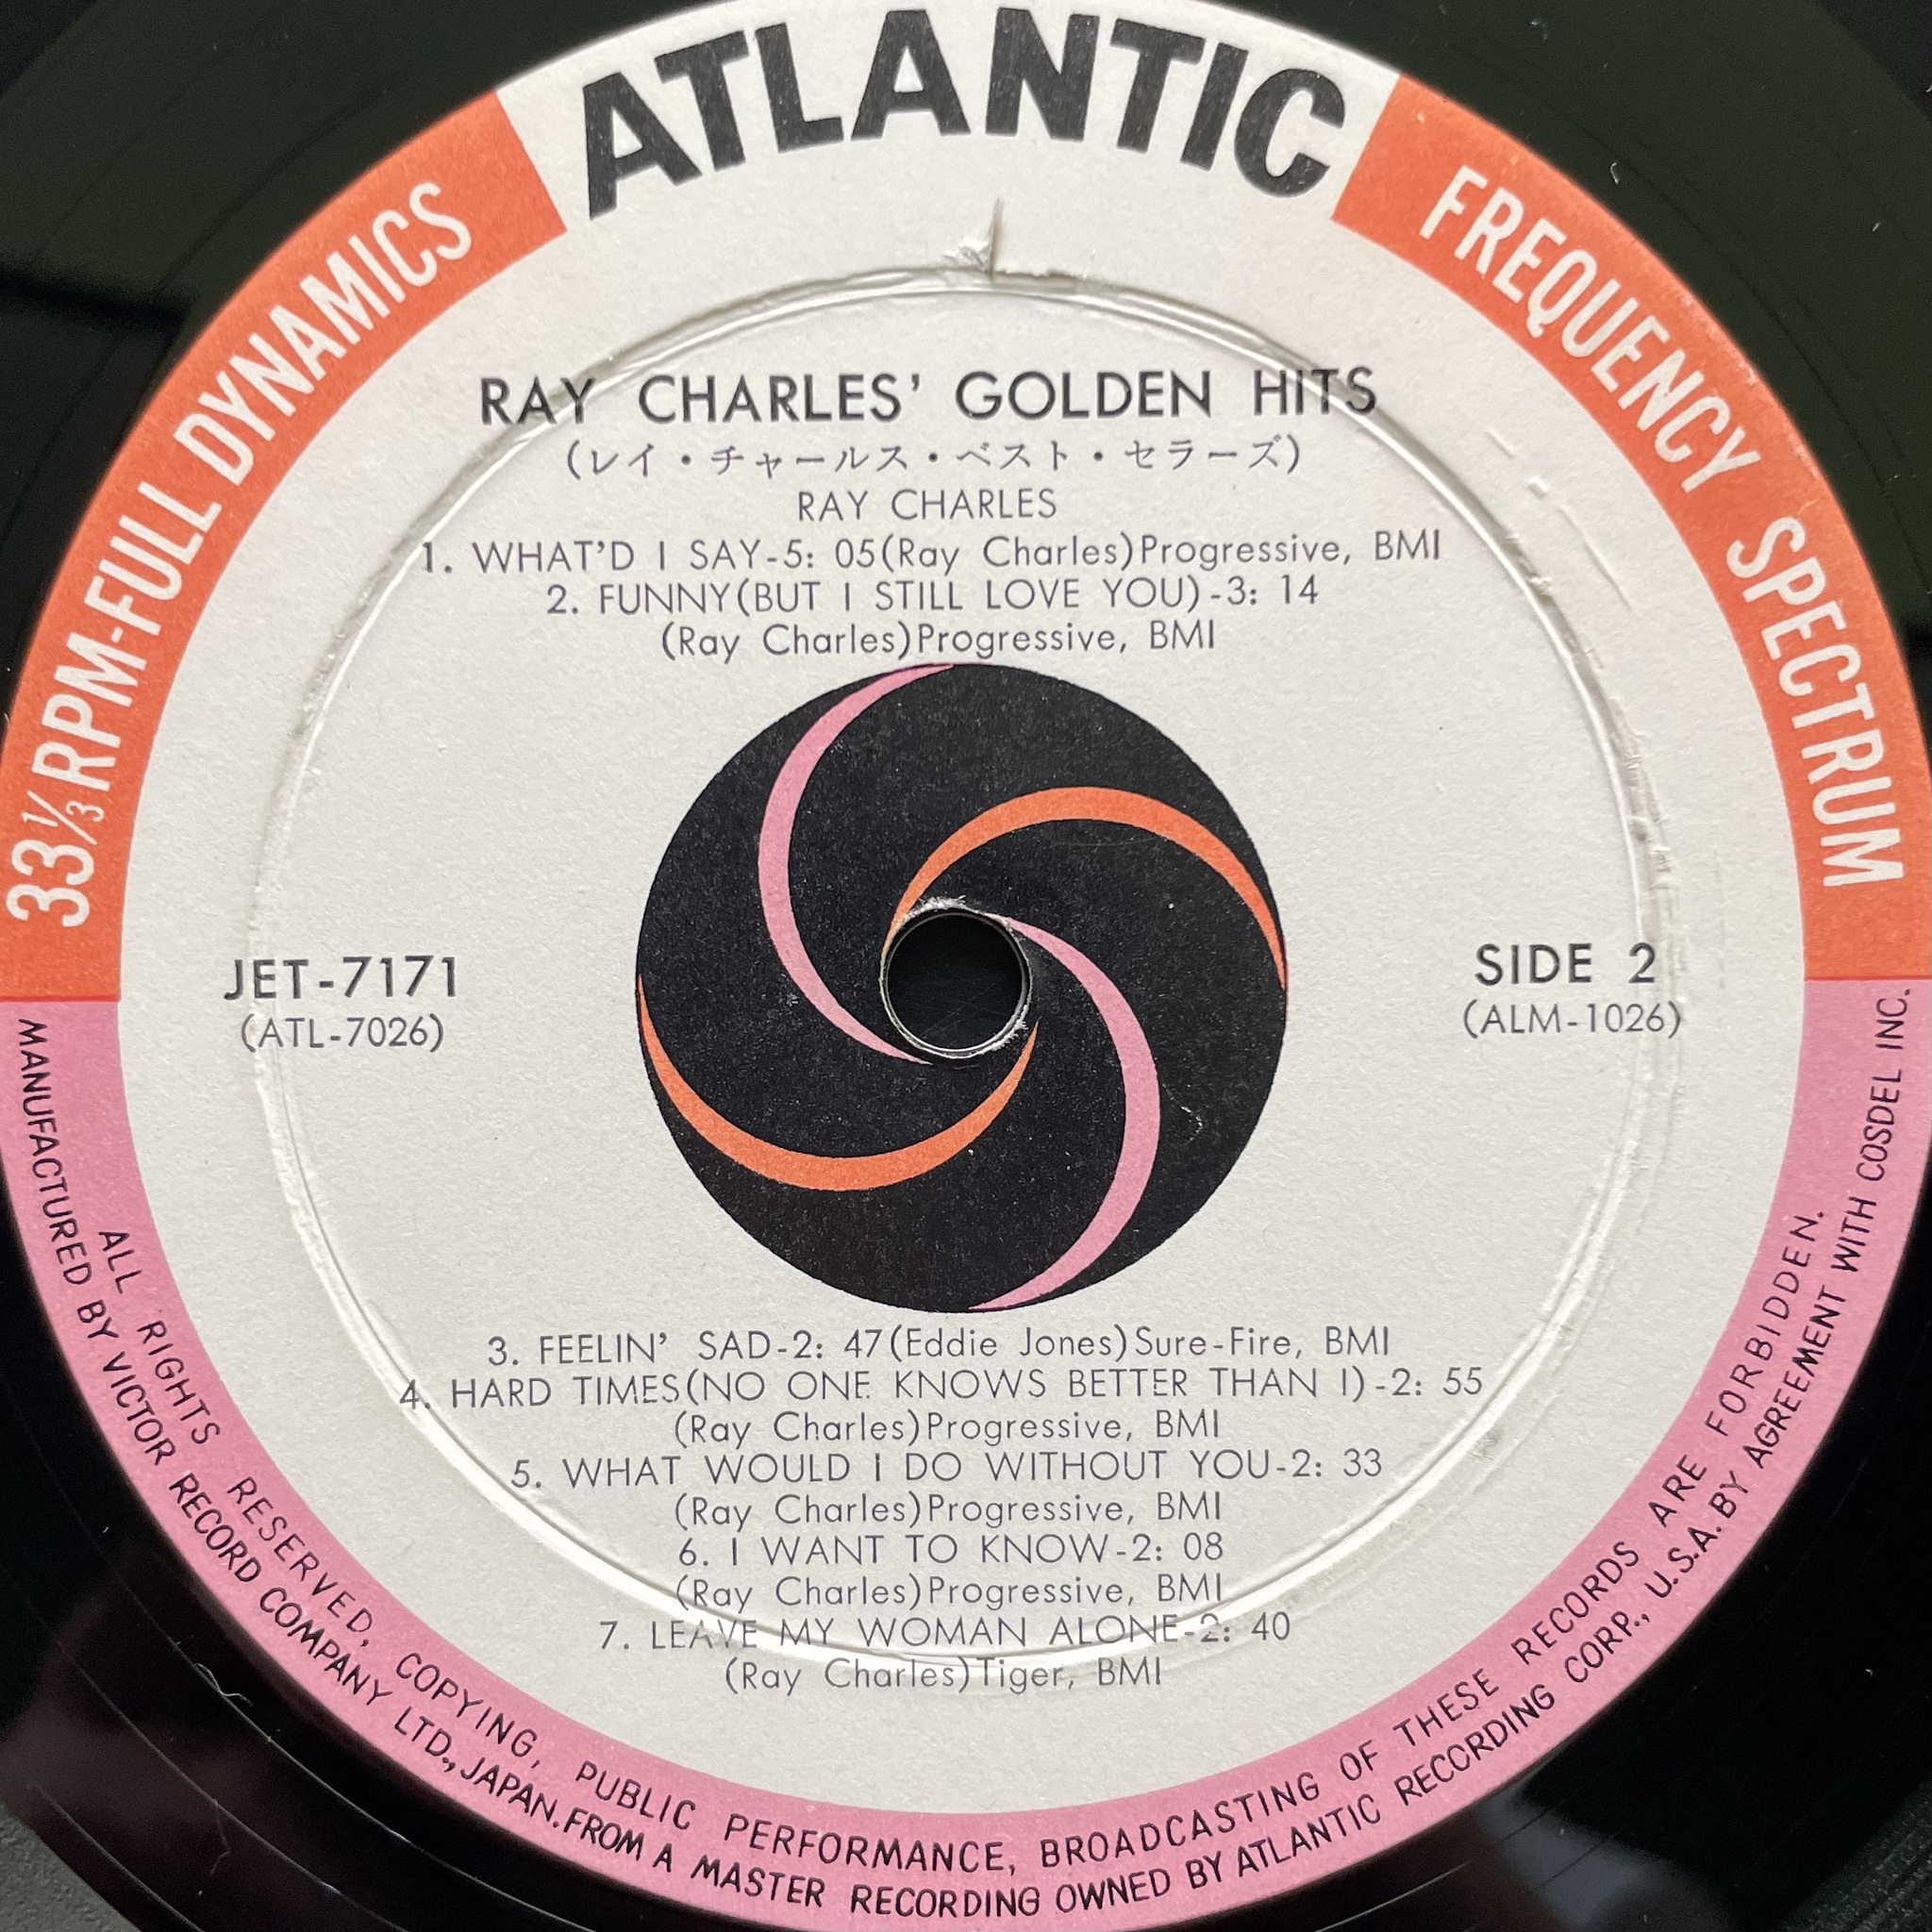 ATLANTIC
33⅓ RPM-FULL DYNAMICS
FREQUENCY SPECTRUM
RAY CHARLES' GOLDEN HITS
(レイ・チャールス・ベスト・セラーズ)
RAY CHARLES
1. WHAT'D I SAY-5: 05(Ray Charles)Progressive, BMI
2. FUNNY(BUT I STILL LOVE YOU)-3: 14
(Ray Charles)Progressive, BMI
JET-7171
(ATL-7026)
SIDE 2
(ALM-1026)
3. FEELIN' SAD-2: 47(Eddie Jones)Sure-Fire, BMI
4. HARD TIMES(NO ONE KNOWS BETTER THAN I)-2: 55
(Ray Charles)Progressive, BMI
5. WHAT WOULD I DO WITHOUT YOU-2: 33
(Ray Charles)Progressive, BMI
6. I WANT TO KNOW-2: 08
(Ray Charles)Progressive, BMI
7. LEAVE MY WOMAN ALONE-2: 40
(Ray Charles)Tiger, BMI
ALL RIGHTS RESERVED, COPYING, PUBLIC PERFORMANCE, BROADCASTING OF THESE RECORDS ARE FORBIDDEN.
MANUFACTURED BY VICTOR RECORD COMPANY LTD., JAPAN. FROM A MASTER RECORDING OWNED BY ATLANTIC RECORDING CORP., U.S.A. BY AGREEMENT WITH COSDEL INC.